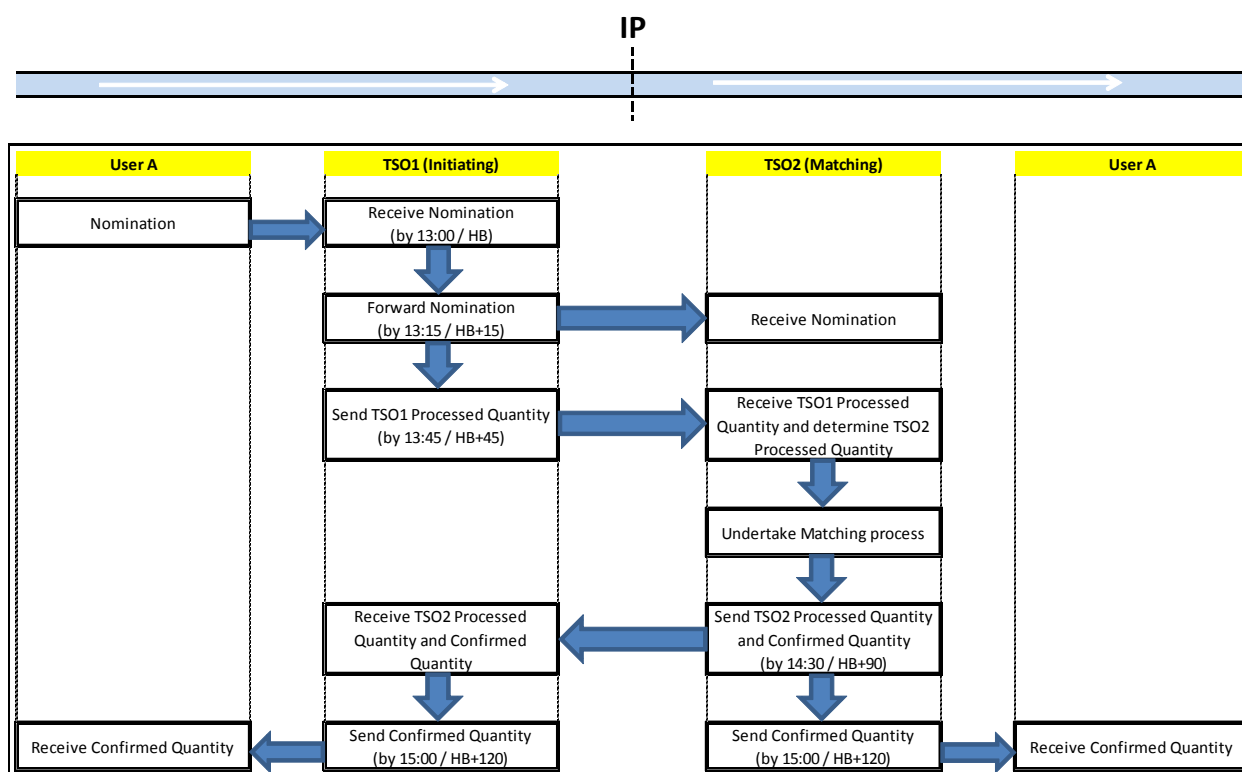 IP
User A
TSO1 (Initiating)
TSO2 (Matching)
User A
Nomination
Receive Nomination
(by 13:00 / HB)
Forward Nomination
(by 13:15 / HB+15)
Receive Nomination
Send TSO1 Processed Quantity
(by 13:45 / HB+45)
Receive TSO1 Processed
Quantity and determine TSO2
Processed Quantity
Undertake Matching process
Receive TSO2 Processed
Quantity and Confirmed
Quantity
Send TSO2 Processed Quantity
and Confirmed Quantity
(by 14:30 / HB+90)
Receive Confirmed Quantity
Send Confirmed Quantity
(by 15:00 / HB+120)
Send Confirmed Quantity
(by 15:00 / HB+120)
Receive Confirmed Quantity